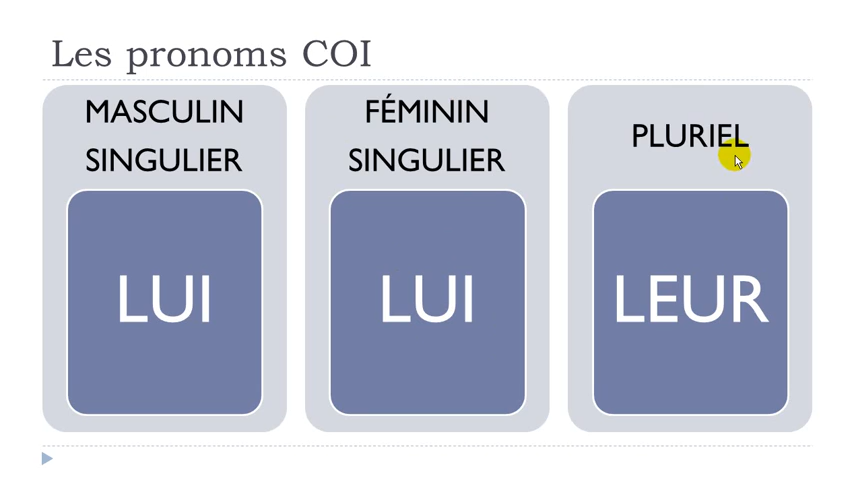 Les pronoms COI
MASCULIN
SINGULIER
LUI
FÉMININ
SINGULIER
LUI
PLURIEL
LEUR